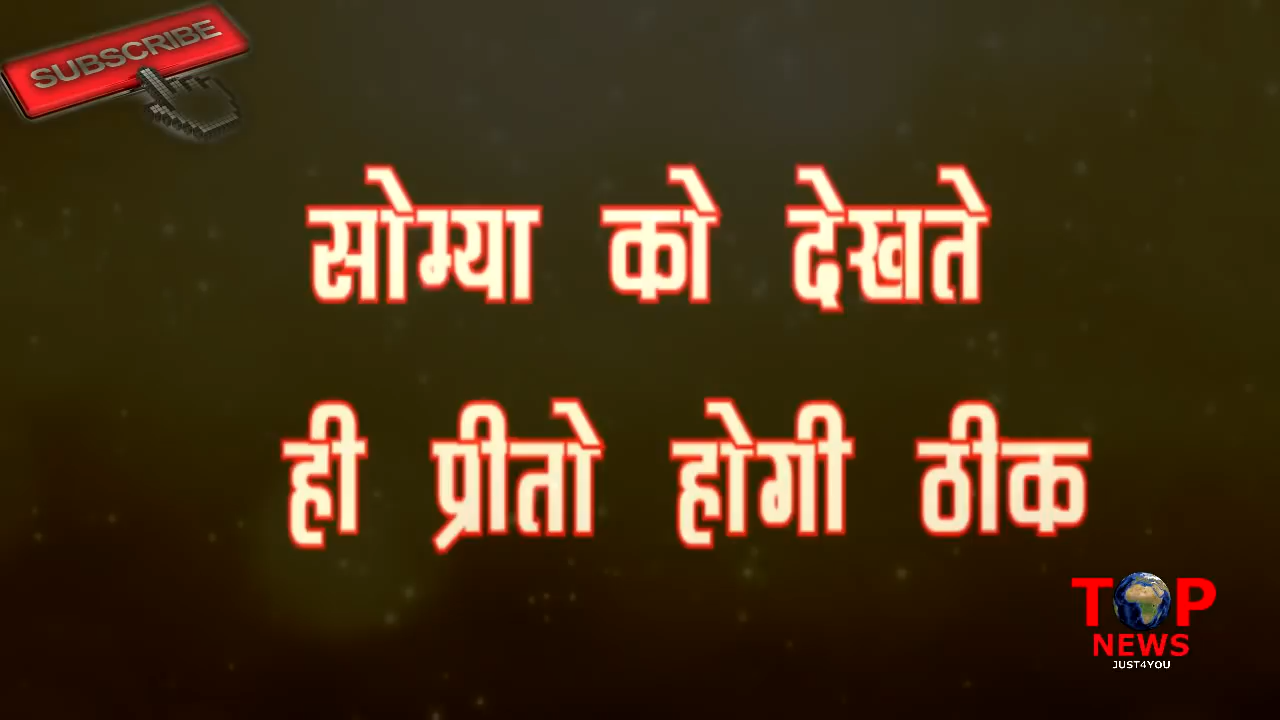 SUBSCRIBE
सोम्या को देखते
ही प्रीतो होगी ठीक
TOP
NEWS
JUST4YOU